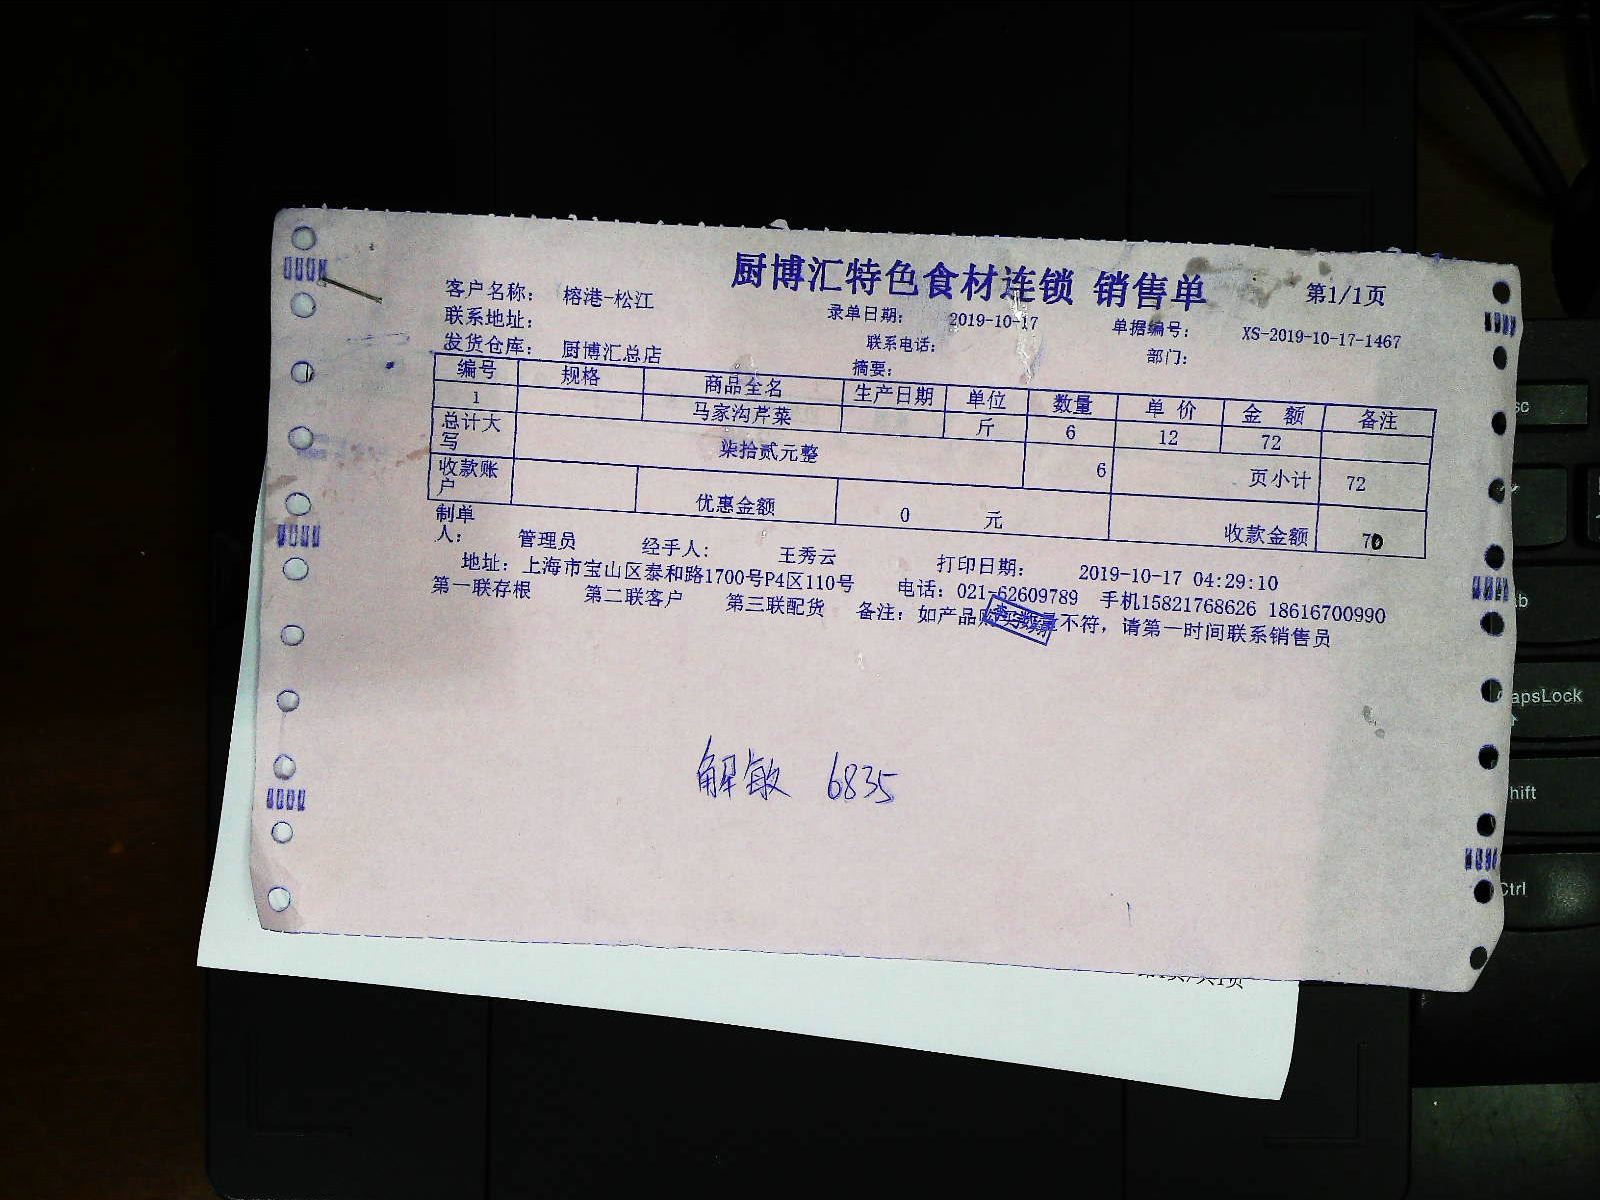 厨博汇特色食材连锁 销售单 第1/1页
客户名称： 榕港-松江 录单日期： 2019-10-17 单据编号： XS-2019-10-17-1467
联系地址： 联系电话： 部门：
发货仓库： 厨博汇总店 摘要：
编号 规格 商品全名 生产日期 单位 数量 单 价 金 额 备注
1 马家沟芹菜 斤 6 12 72
总计大写 柒拾贰元整 6 页小计 72
收款账户 优惠金额 0 元 收款金额 70
制单人： 管理员 经手人： 王秀云 打印日期： 2019-10-17 04:29:10
地址：上海市宝山区泰和路1700号P4区110号 电话：021-62609789 手机15821768626 18616700990
第一联存根 第二联客户 第三联配货 备注：如产品购买数量不符，请第一时间联系销售员
解敏 6835
CapsLock
Shift
Ctrl